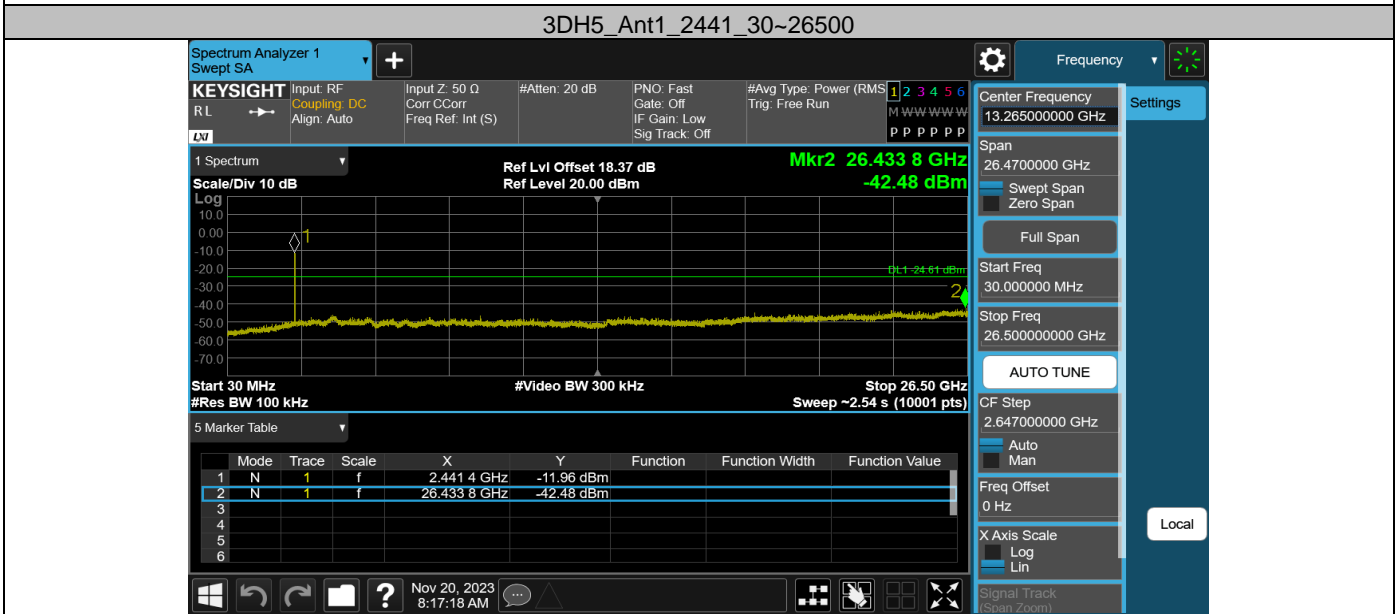 3DH5_Ant1_2441_30~26500
Spectrum Analyzer 1
Swept SA
Frequency
KEYSIGHT
RL
LXI
Input: RF
Coupling: DC
Align: Auto
Input Z: 50 Ω
Corr CCorr
Freq Ref: Int (S)
#Atten: 20 dB
PNO: Fast
Gate: Off
IF Gain: Low
Sig Track: Off
#Avg Type: Power (RMS
Trig: Free Run
1 2 3 4 5 6
M W W W W W
P P P P P P
1 Spectrum
Scale/Div 10 dB
Log
Ref Lvl Offset 18.37 dB
Ref Level 20.00 dBm
Mkr2 26.433 8 GHz
-42.48 dBm
10.0
0.00
-10.0
-20.0
-30.0
-40.0
-50.0
-60.0
-70.0
1
DL1 -24.61 dBm
2
Start 30 MHz
#Res BW 100 kHz
#Video BW 300 kHz
Stop 26.50 GHz
Sweep ~2.54 s (10001 pts)
5 Marker Table
Mode Trace Scale X Y Function Function Width Function Value
1 N 1 f 2.441 4 GHz -11.96 dBm
2 N 1 f 26.433 8 GHz -42.48 dBm
3
4
5
6
Nov 20, 2023
8:17:18 AM
Center Frequency
13.265000000 GHz
Span
26.4700000 GHz
Swept Span
Zero Span
Full Span
Start Freq
30.000000 MHz
Stop Freq
26.500000000 GHz
AUTO TUNE
CF Step
2.647000000 GHz
Auto
Man
Freq Offset
0 Hz
X Axis Scale
Log
Lin
Signal Track
(Span Zoom)
Settings
Local